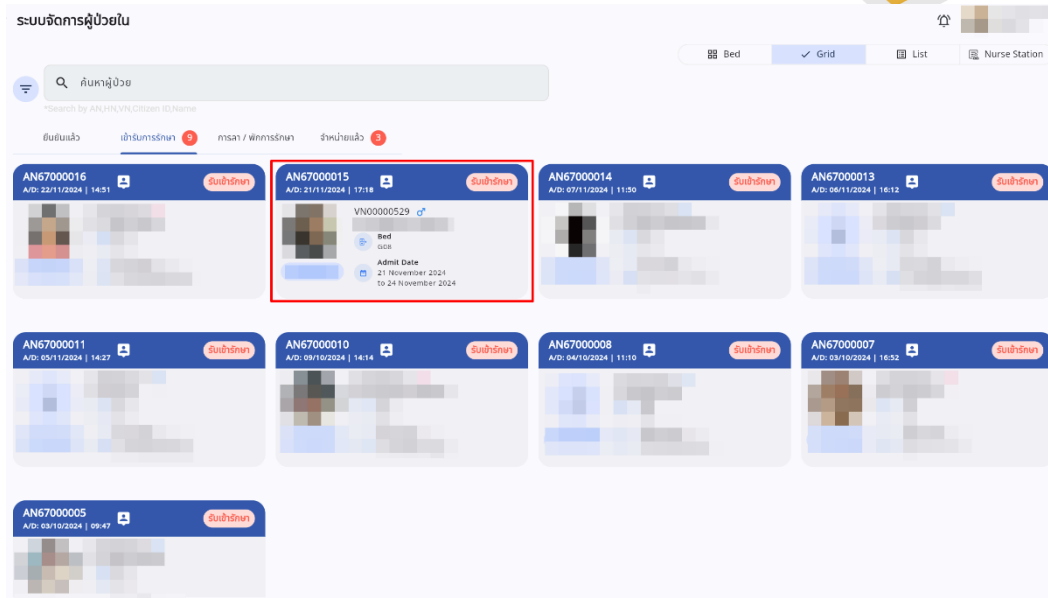 ระบบจัดการผู้ป่วยใน
Bed
Grid
List
Nurse Station
ค้นหาผู้ป่วย
*Search by AN,HN,VN,Citizen ID,Name
ยืนยันแล้ว เข้ารับการรักษา 9 การลา / พักการรักษา จำหน่ายแล้ว 3
AN67000016
A/D: 22/11/2024 | 14:51
รับเข้ารักษา
AN67000015
A/D: 21/11/2024 | 17:18
รับเข้ารักษา
VN00000529
Bed
GC8
Admit Date
21 November 2024
to 24 November 2024
AN67000014
A/D: 07/11/2024 | 11:50
รับเข้ารักษา
AN67000013
A/D: 06/11/2024 | 16:12
รับเข้ารักษา
AN67000011
A/D: 05/11/2024 | 14:27
รับเข้ารักษา
AN67000010
A/D: 09/10/2024 | 14:14
รับเข้ารักษา
AN67000008
A/D: 04/10/2024 | 11:10
รับเข้ารักษา
AN67000007
A/D: 03/10/2024 | 16:52
รับเข้ารักษา
AN67000005
A/D: 03/10/2024 | 09:47
รับเข้ารักษา